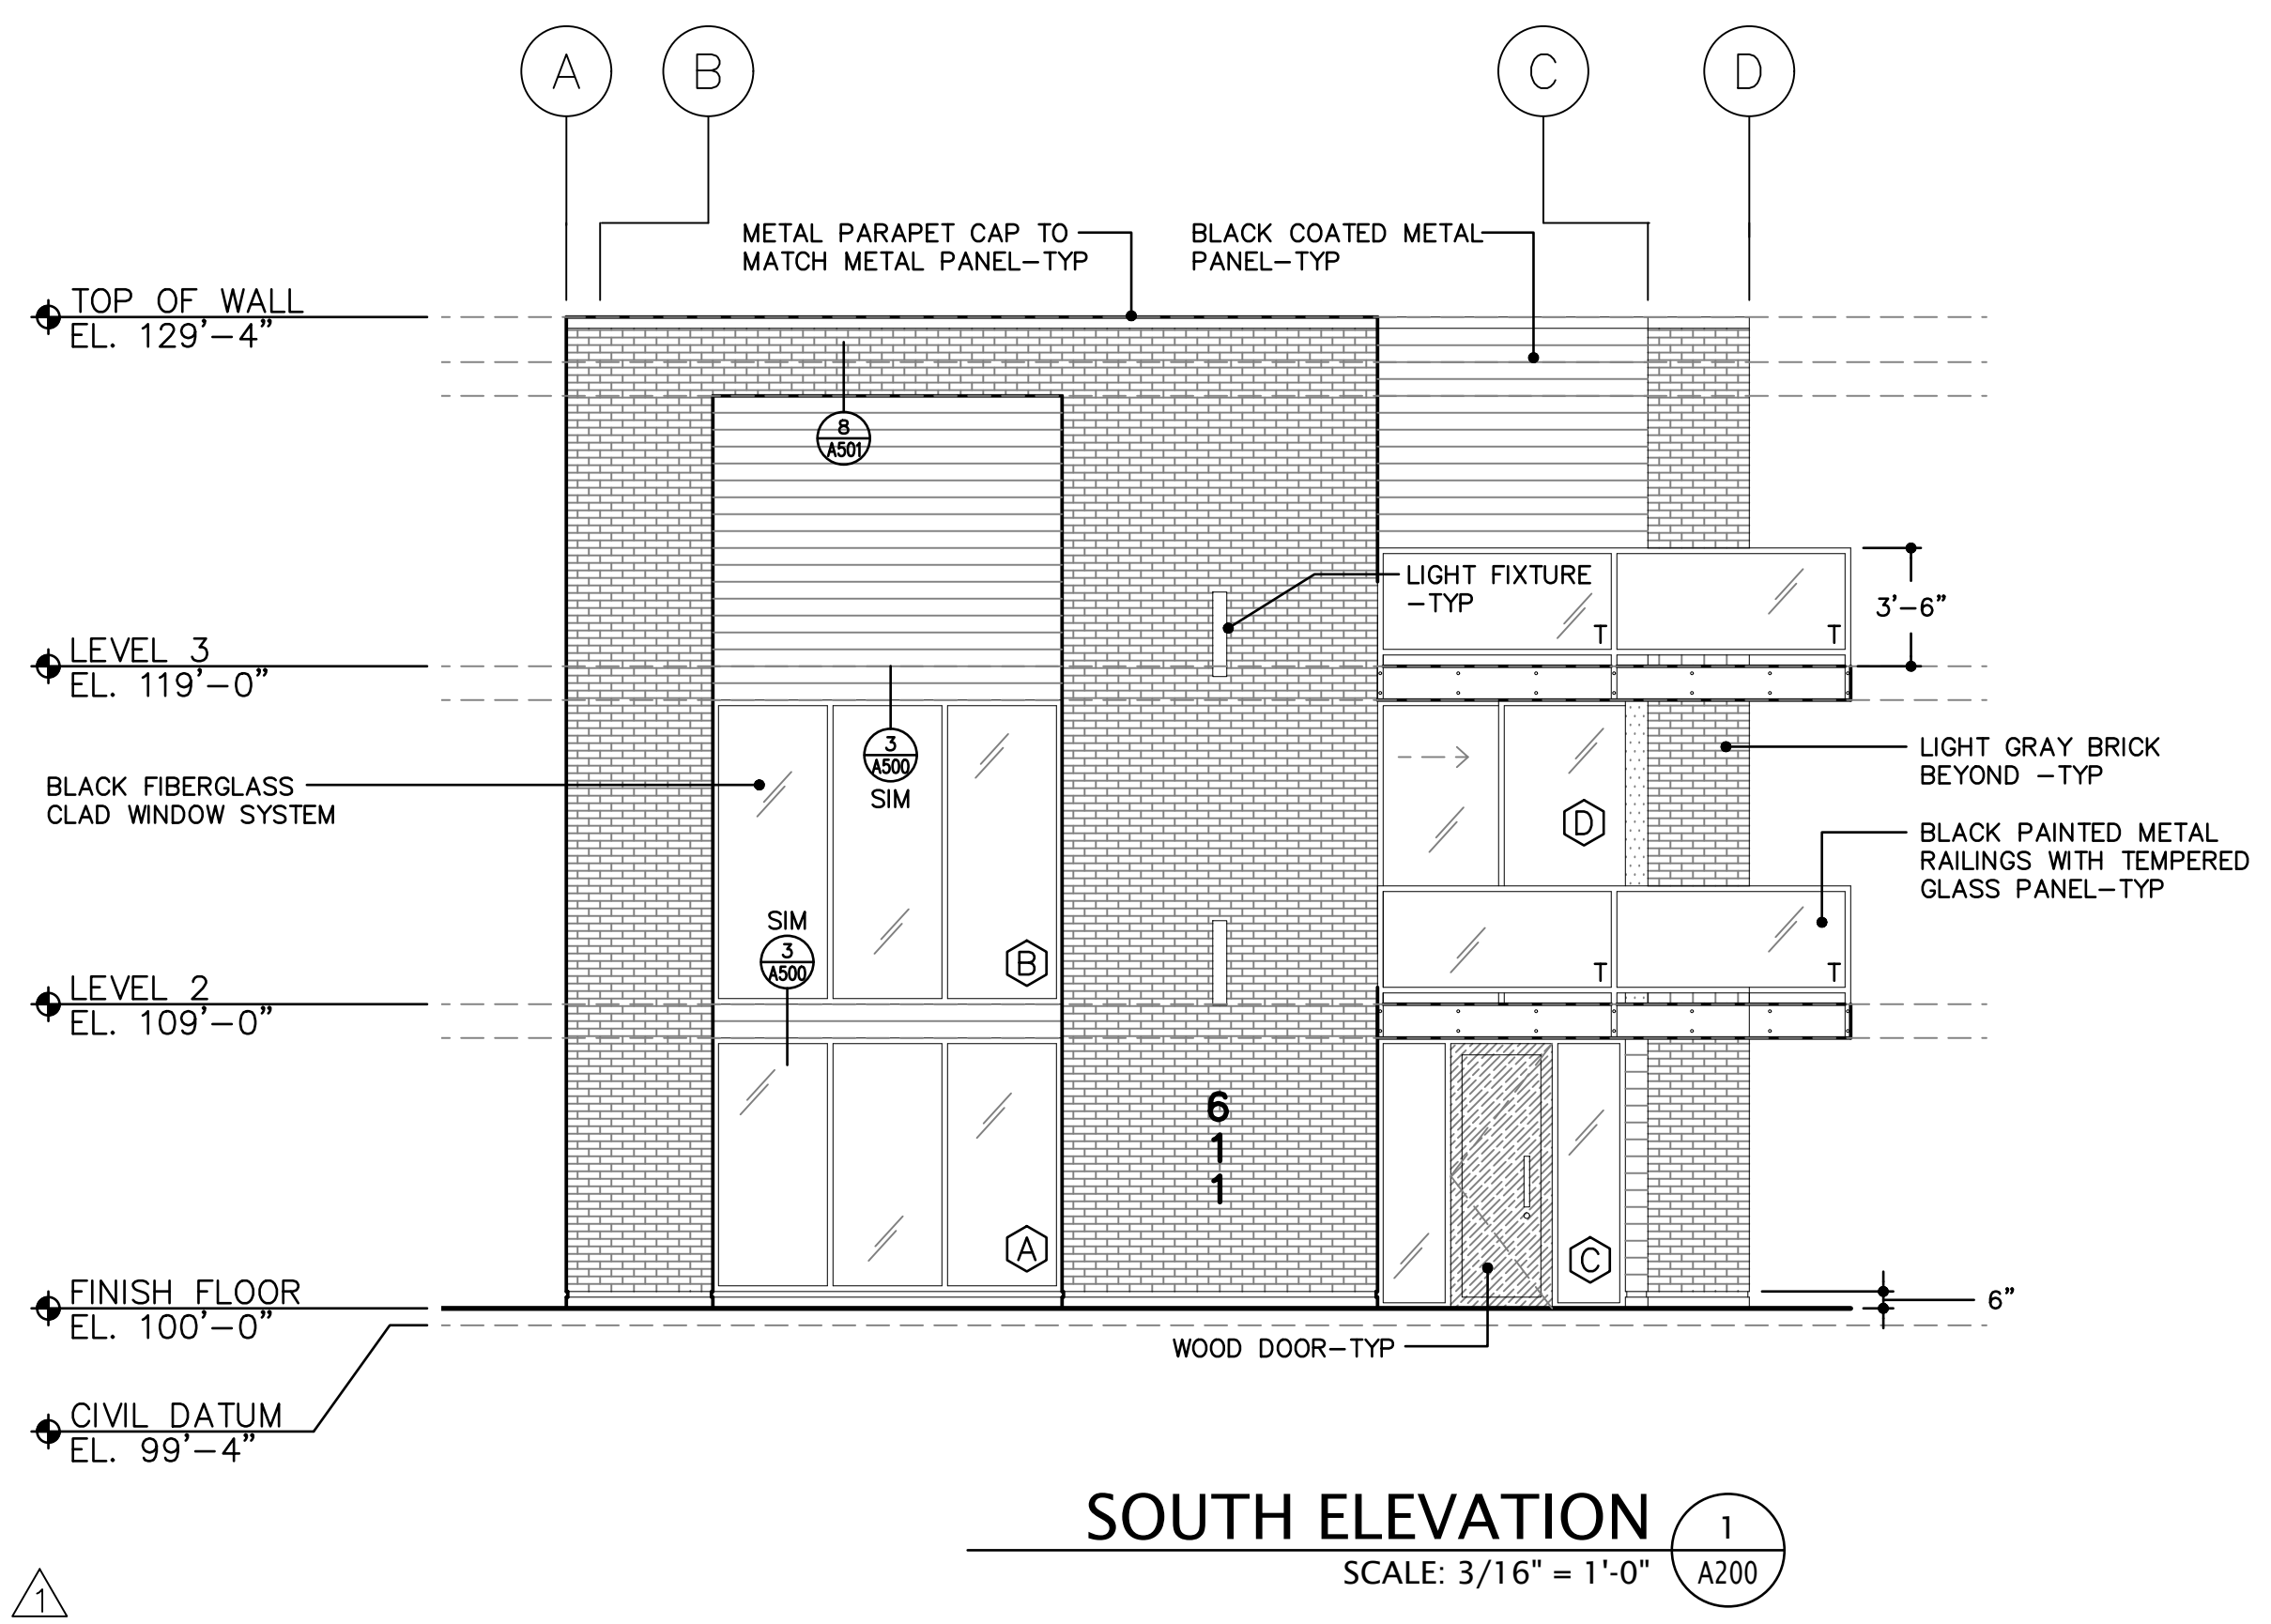 A
B
C
D
METAL PARAPET CAP TO
MATCH METAL PANEL-TYP
BLACK COATED METAL
PANEL-TYP
TOP OF WALL
EL. 129'-4"
8
A501
LIGHT FIXTURE
-TYP
3'-6"
T
T
LEVEL 3
EL. 119'-0"
3
A500
SIM
LIGHT GRAY BRICK
BEYOND -TYP
BLACK FIBERGLASS
CLAD WINDOW SYSTEM
D
BLACK PAINTED METAL
RAILINGS WITH TEMPERED
GLASS PANEL-TYP
SIM
3
A500
B
T
T
LEVEL 2
EL. 109'-0"
6
1
1
A
C
FINISH FLOOR
EL. 100'-0"
6"
WOOD DOOR-TYP
CIVIL DATUM
EL. 99'-4"
SOUTH ELEVATION
SCALE: 3/16" = 1'-0"
1
A200
1